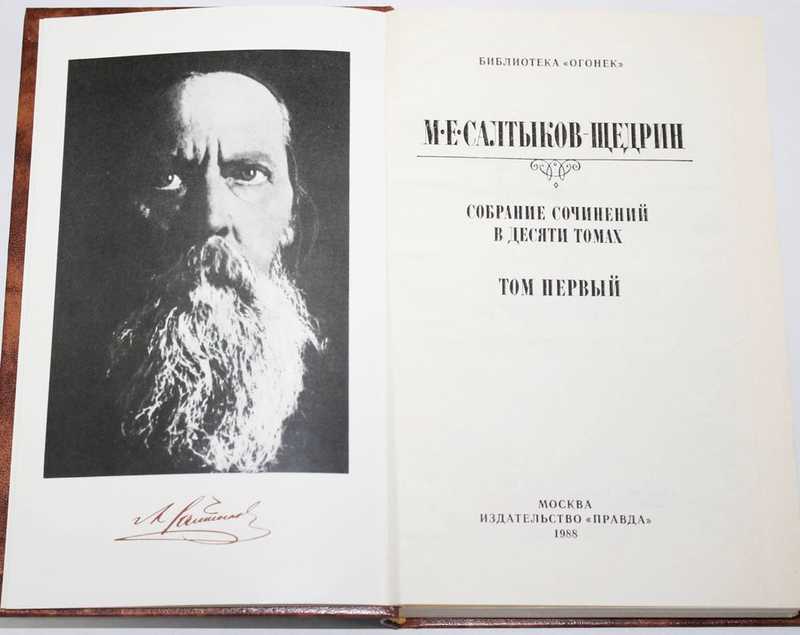 БИБЛИОТЕКА «ОГОНЕК»
М·Е·САЛТЫКОВ-ЩЕДРИН
СОБРАНИЕ СОЧИНЕНИЙ
В ДЕСЯТИ ТОМАХ
ТОМ ПЕРВЫЙ
МОСКВА
ИЗДАТЕЛЬСТВО «ПРАВДА»
1988